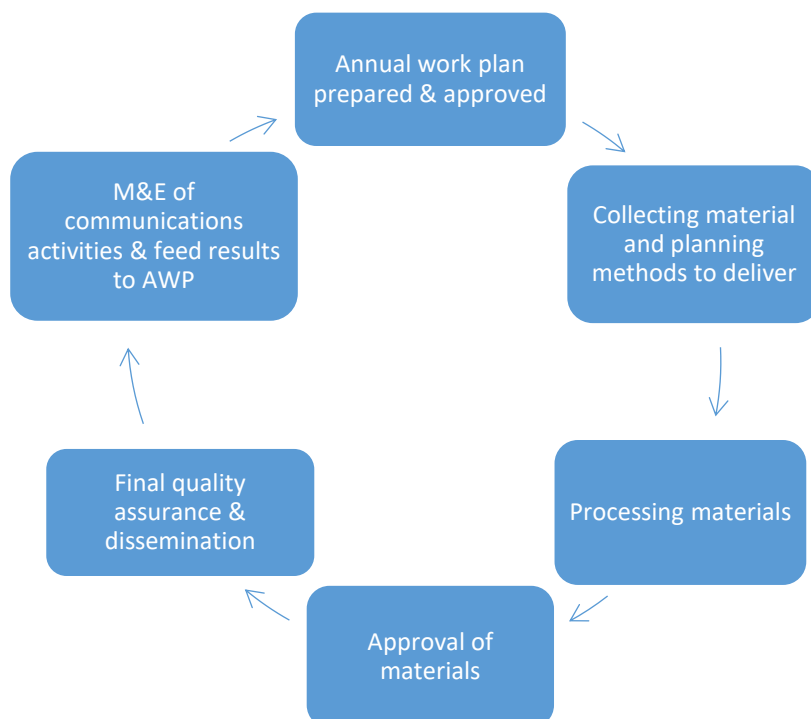 Annual work plan
prepared & approved
Collecting material
and planning
methods to deliver
Processing materials
Approval of
materials
Final quality
assurance &
dissemination
M&E of
communications
activities & feed results
to AWP